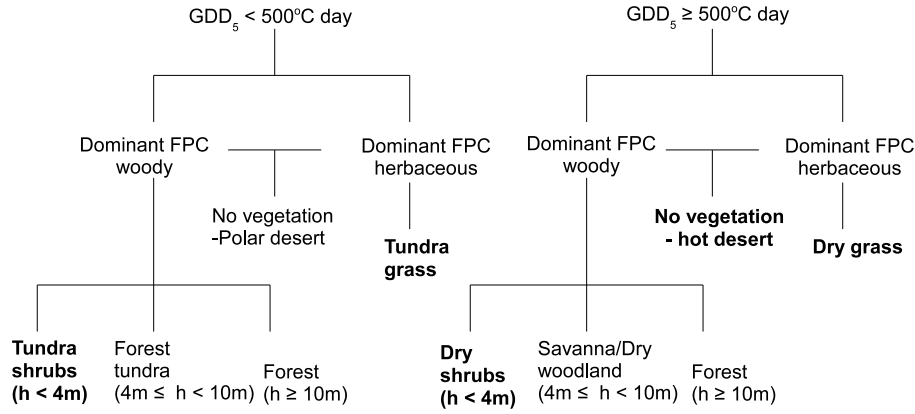 GDD5 < 500°C day
GDD5 ≥ 500°C day
Dominant FPC
woody
Dominant FPC
herbaceous
Dominant FPC
woody
Dominant FPC
herbaceous
No vegetation
-Polar desert
Tundra
grass
No vegetation
- hot desert
Dry grass
Tundra
shrubs
(h < 4m)
Forest
tundra
(4m ≤ h < 10m)
Forest
(h ≥ 10m)
Dry
shrubs
(h < 4m)
Savanna/Dry
woodland
(4m ≤ h < 10m)
Forest
(h ≥ 10m)